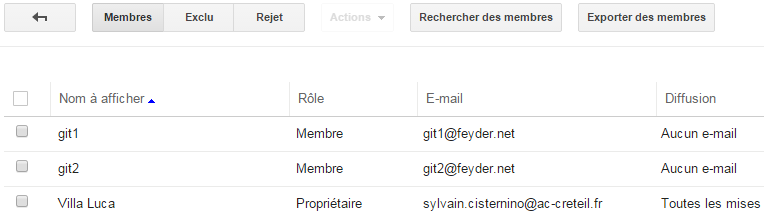 Membres Exclu Rejet Actions Rechercher des membres Exporter des membres
Nom à afficher Rôle E-mail Diffusion
git1 Membre git1@feyder.net Aucun e-mail
git2 Membre git2@feyder.net Aucun e-mail
Villa Luca Propriétaire sylvain.cisternino@ac-creteil.fr Toutes les mises